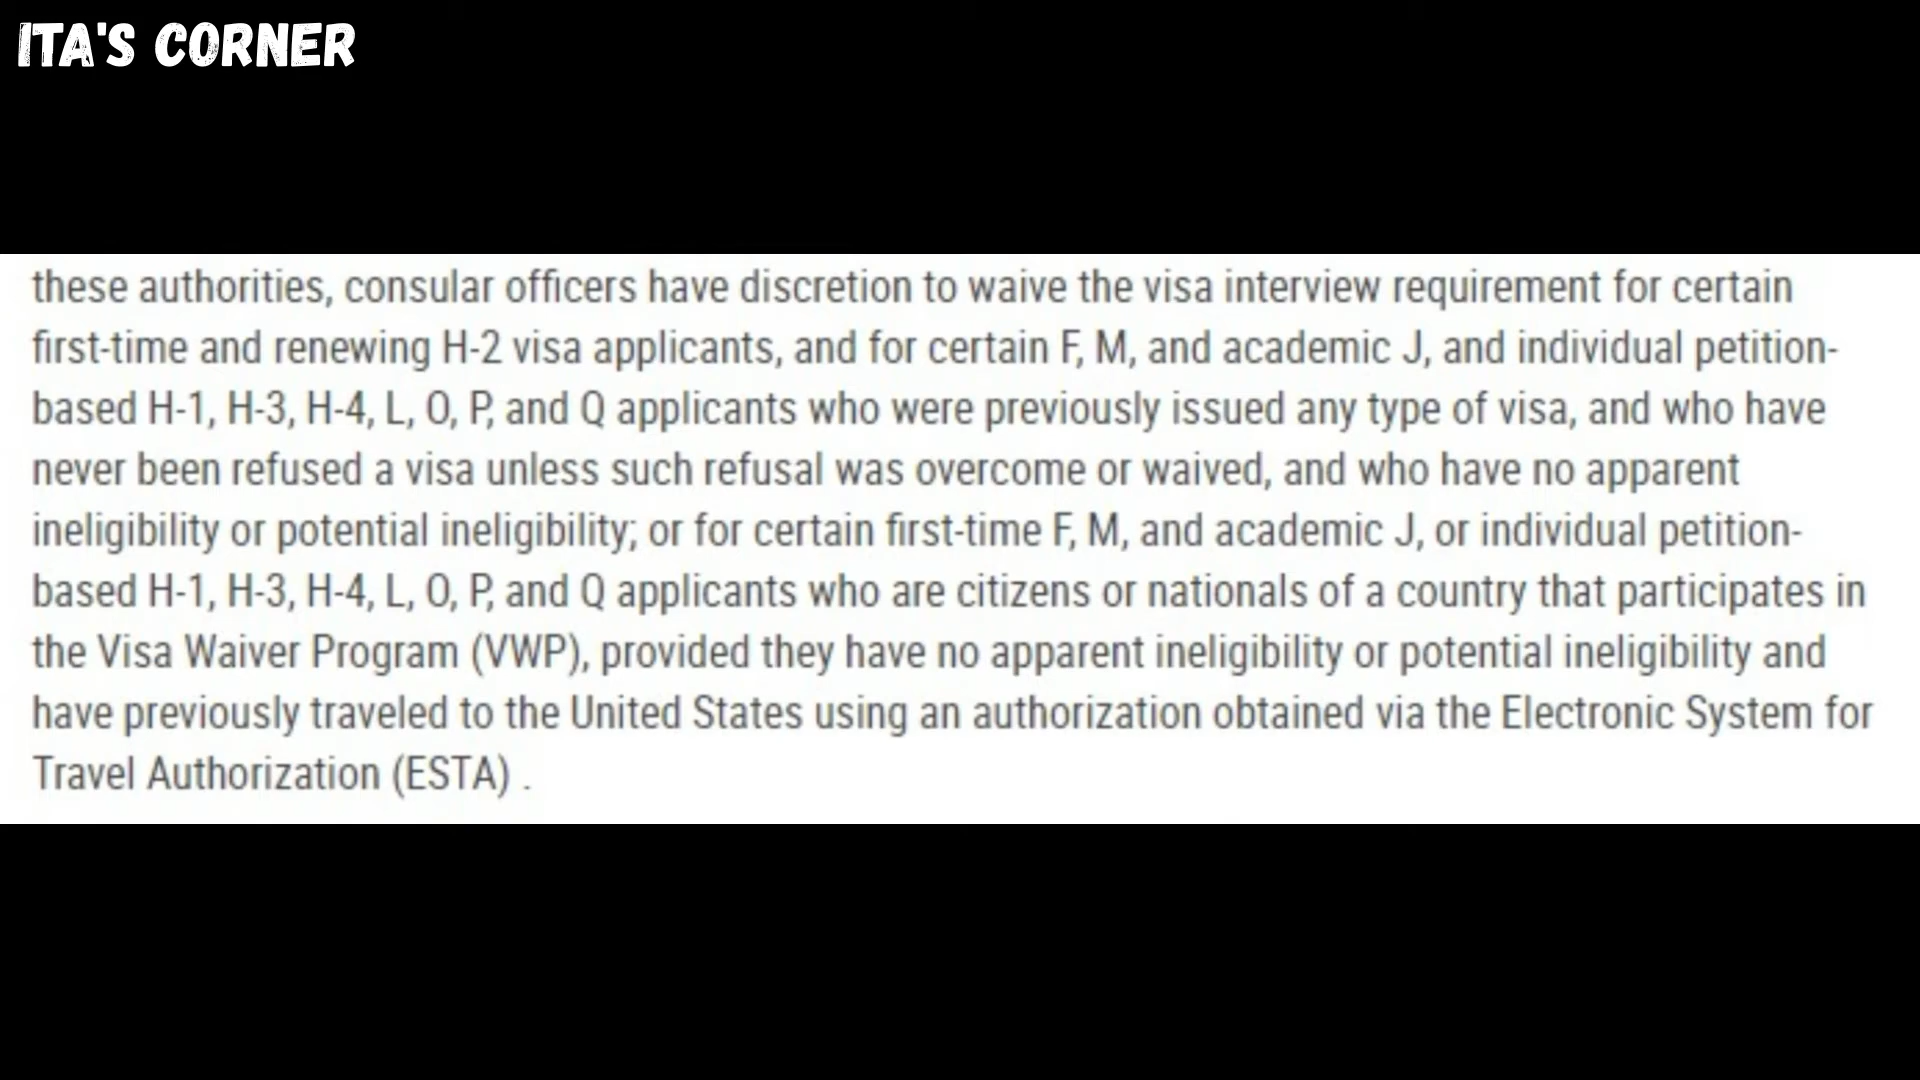 ITA'S CORNER
these authorities, consular officers have discretion to waive the visa interview requirement for certain
first-time and renewing H-2 visa applicants, and for certain F, M, and academic J, and individual petition-
based H-1, H-3, H-4, L, O, P, and Q applicants who were previously issued any type of visa, and who have
never been refused a visa unless such refusal was overcome or waived, and who have no apparent
ineligibility or potential ineligibility; or for certain first-time F, M, and academic J, or individual petition-
based H-1, H-3, H-4, L, O, P, and Q applicants who are citizens or nationals of a country that participates in
the Visa Waiver Program (VWP), provided they have no apparent ineligibility or potential ineligibility and
have previously traveled to the United States using an authorization obtained via the Electronic System for
Travel Authorization (ESTA) .